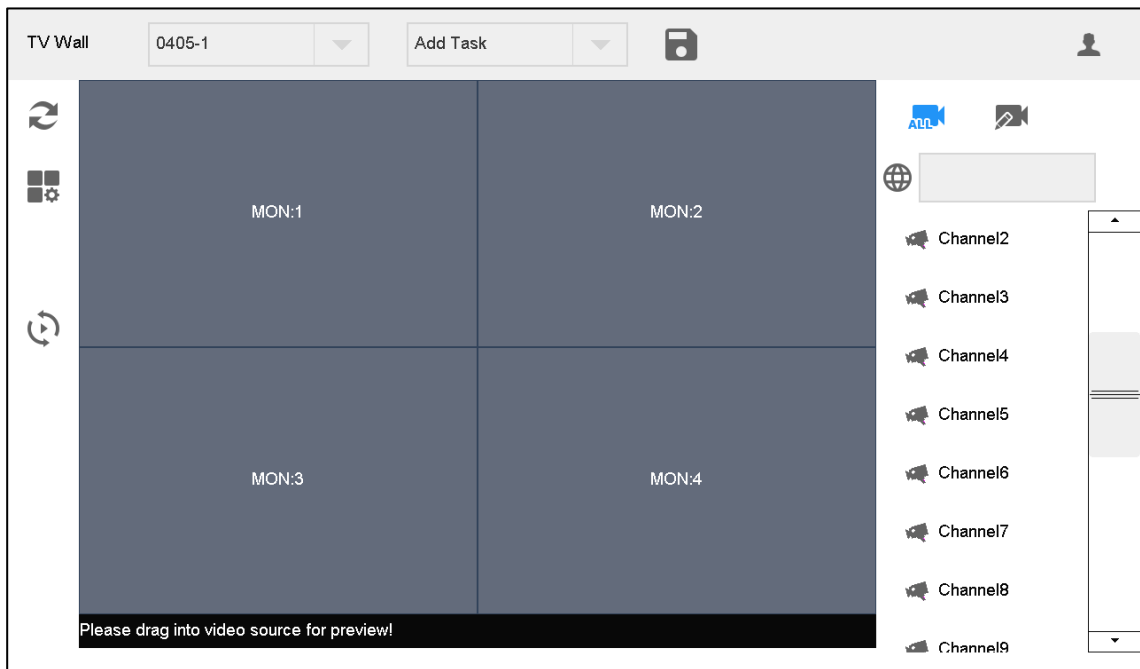 TV Wall 0405-1 Add Task
ALL
MON:1 MON:2
Channel2
Channel3
Channel4
Channel5
MON:3 MON:4
Channel6
Channel7
Channel8
Please drag into video source for preview!
Channel9